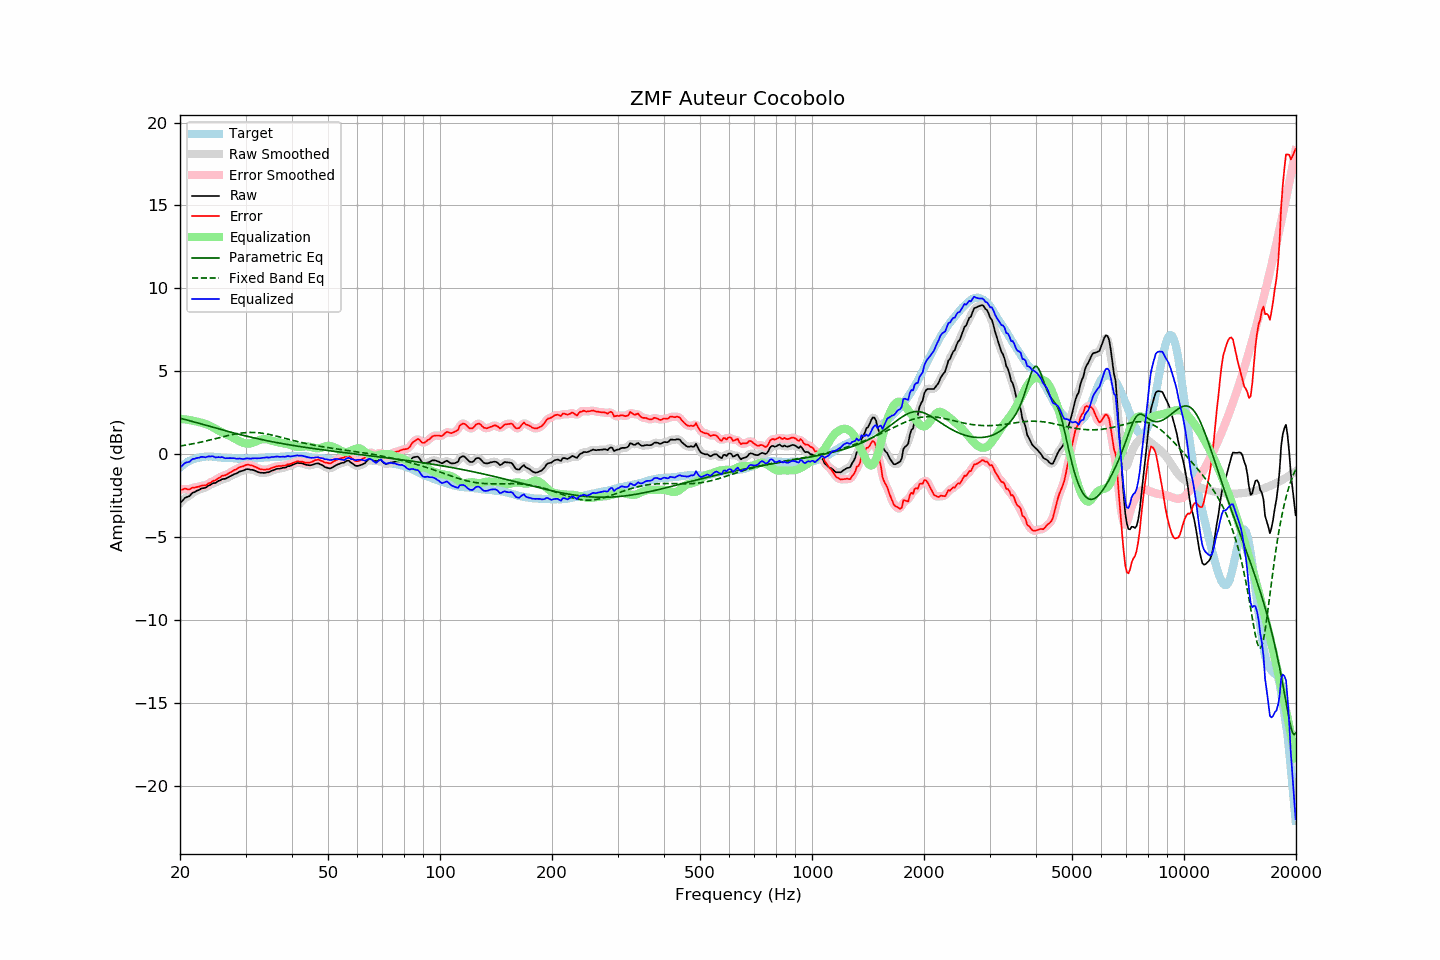 ZMF Auteur Cocobolo
Target
Raw Smoothed
Error Smoothed
Raw
Error
Equalization
Parametric Eq
Fixed Band Eq
Equalized
20
15
10
5
0
−5
−10
−15
−20
Amplitude (dBr)
20 50 100 200 500 1000 2000 5000 10000 20000
Frequency (Hz)